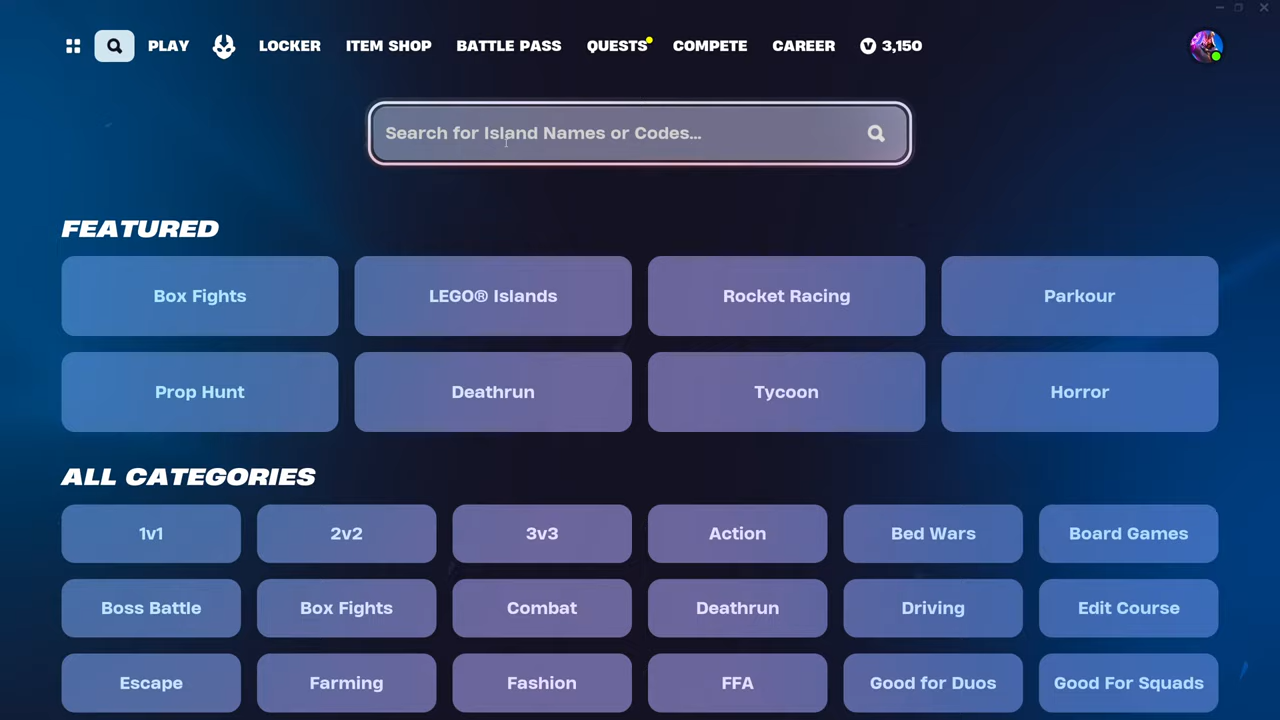 PLAY LOCKER ITEM SHOP BATTLE PASS QUESTS COMPETE CAREER V 3,150
Search for Island Names or Codes...
FEATURED
Box Fights LEGO® Islands Rocket Racing Parkour
Prop Hunt Deathrun Tycoon Horror
ALL CATEGORIES
1v1 2v2 3v3 Action Bed Wars Board Games
Boss Battle Box Fights Combat Deathrun Driving Edit Course
Escape Farming Fashion FFA Good for Duos Good For Squads